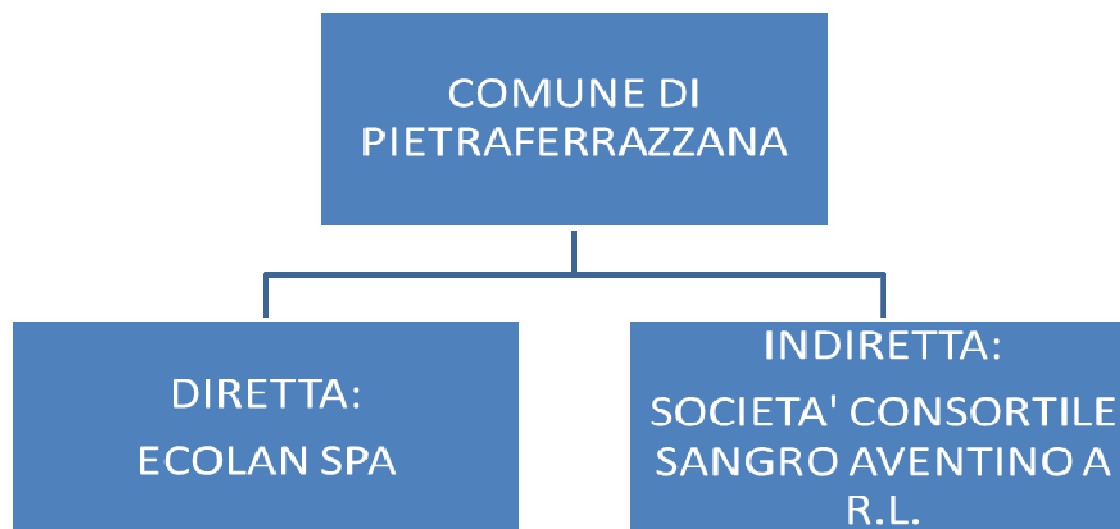 COMUNE DI
PIETRAFERRAZZANA
DIRETTA:
ECOLAN SPA
INDIRETTA:
SOCIETA' CONSORTILE
SANGRO AVENTINO A
R.L.